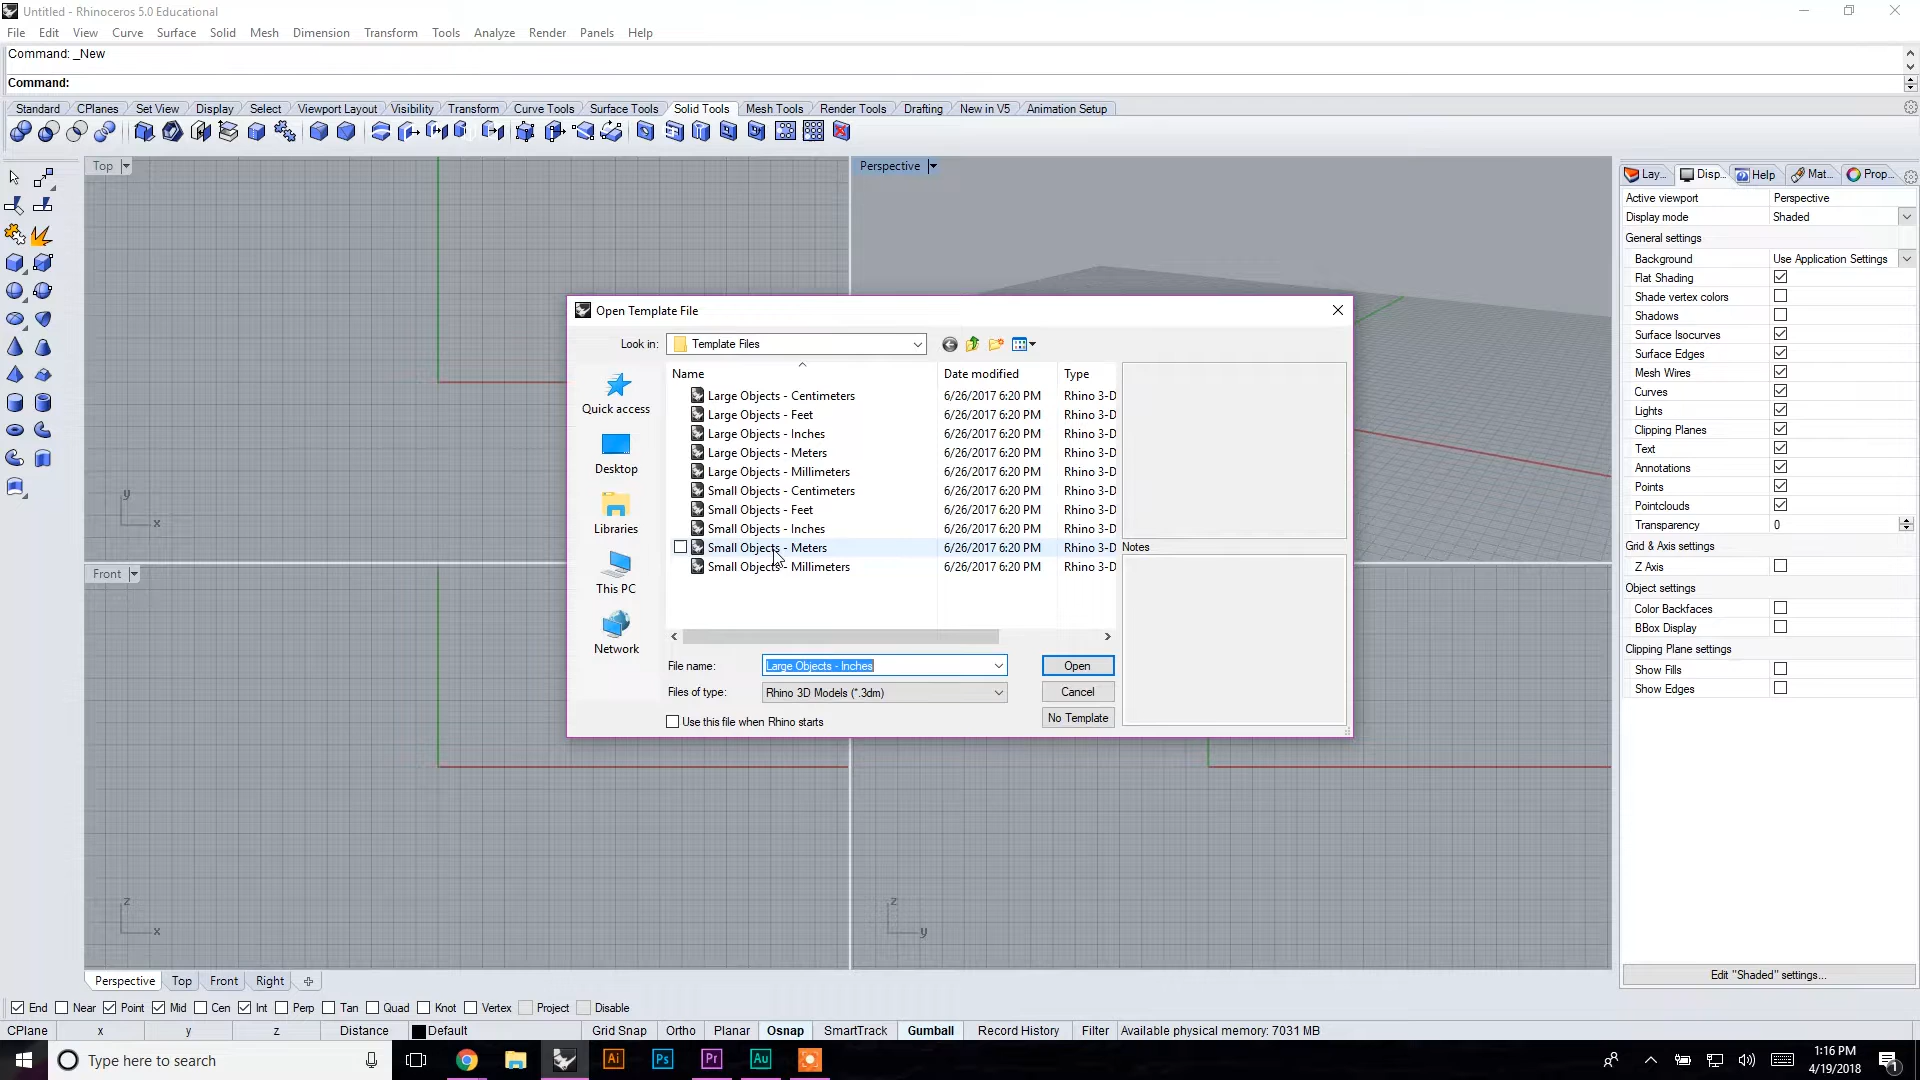 Untitled - Rhinoceros 5.0 Educational
File Edit View Curve Surface Solid Mesh Dimension Transform Tools Analyze Render Panels Help
Command: _New
Command:
Standard CPlanes Set View Display Select Viewport Layout Visibility Transform Curve Tools Surface Tools Solid Tools Mesh Tools Render Tools Drafting New in V5 Animation Setup
Top
Perspective
Lay... Disp... Help Mat... Prop...
Active viewport Perspective
Display mode Shaded
General settings
Background Use Application Settings
Flat Shading
Shade vertex colors
Shadows
Surface Isocurves
Surface Edges
Mesh Wires
Curves
Lights
Clipping Planes
Text
Annotations
Points
Pointclouds
Transparency 0
Grid & Axis settings
Z Axis
Object settings
Color Backfaces
BBox Display
Clipping Plane settings
Show Fills
Show Edges
Edit "Shaded" settings...
Open Template File
Look in: Template Files
Quick access
Desktop
Libraries
This PC
Network
Name Date modified Type
Large Objects - Centimeters 6/26/2017 6:20 PM Rhino 3-D
Large Objects - Feet 6/26/2017 6:20 PM Rhino 3-D
Large Objects - Inches 6/26/2017 6:20 PM Rhino 3-D
Large Objects - Meters 6/26/2017 6:20 PM Rhino 3-D
Large Objects - Millimeters 6/26/2017 6:20 PM Rhino 3-D
Small Objects - Centimeters 6/26/2017 6:20 PM Rhino 3-D
Small Objects - Feet 6/26/2017 6:20 PM Rhino 3-D
Small Objects - Inches 6/26/2017 6:20 PM Rhino 3-D
Small Objects - Meters 6/26/2017 6:20 PM Rhino 3-D
Small Objects - Millimeters 6/26/2017 6:20 PM Rhino 3-D
Notes
File name: Large Objects - Inches Open
Files of type: Rhino 3D Models (*.3dm) Cancel
Use this file when Rhino starts No Template
y
x
Front
z
x
z
y
Perspective Top Front Right
End Near Point Mid Cen Int Perp Tan Quad Knot Vertex Project Disable
CPlane x y z Distance Default Grid Snap Ortho Planar Osnap SmartTrack Gumball Record History Filter Available physical memory: 7031 MB
Type here to search Ai Ps Pr Au
1:16 PM
4/19/2018
1